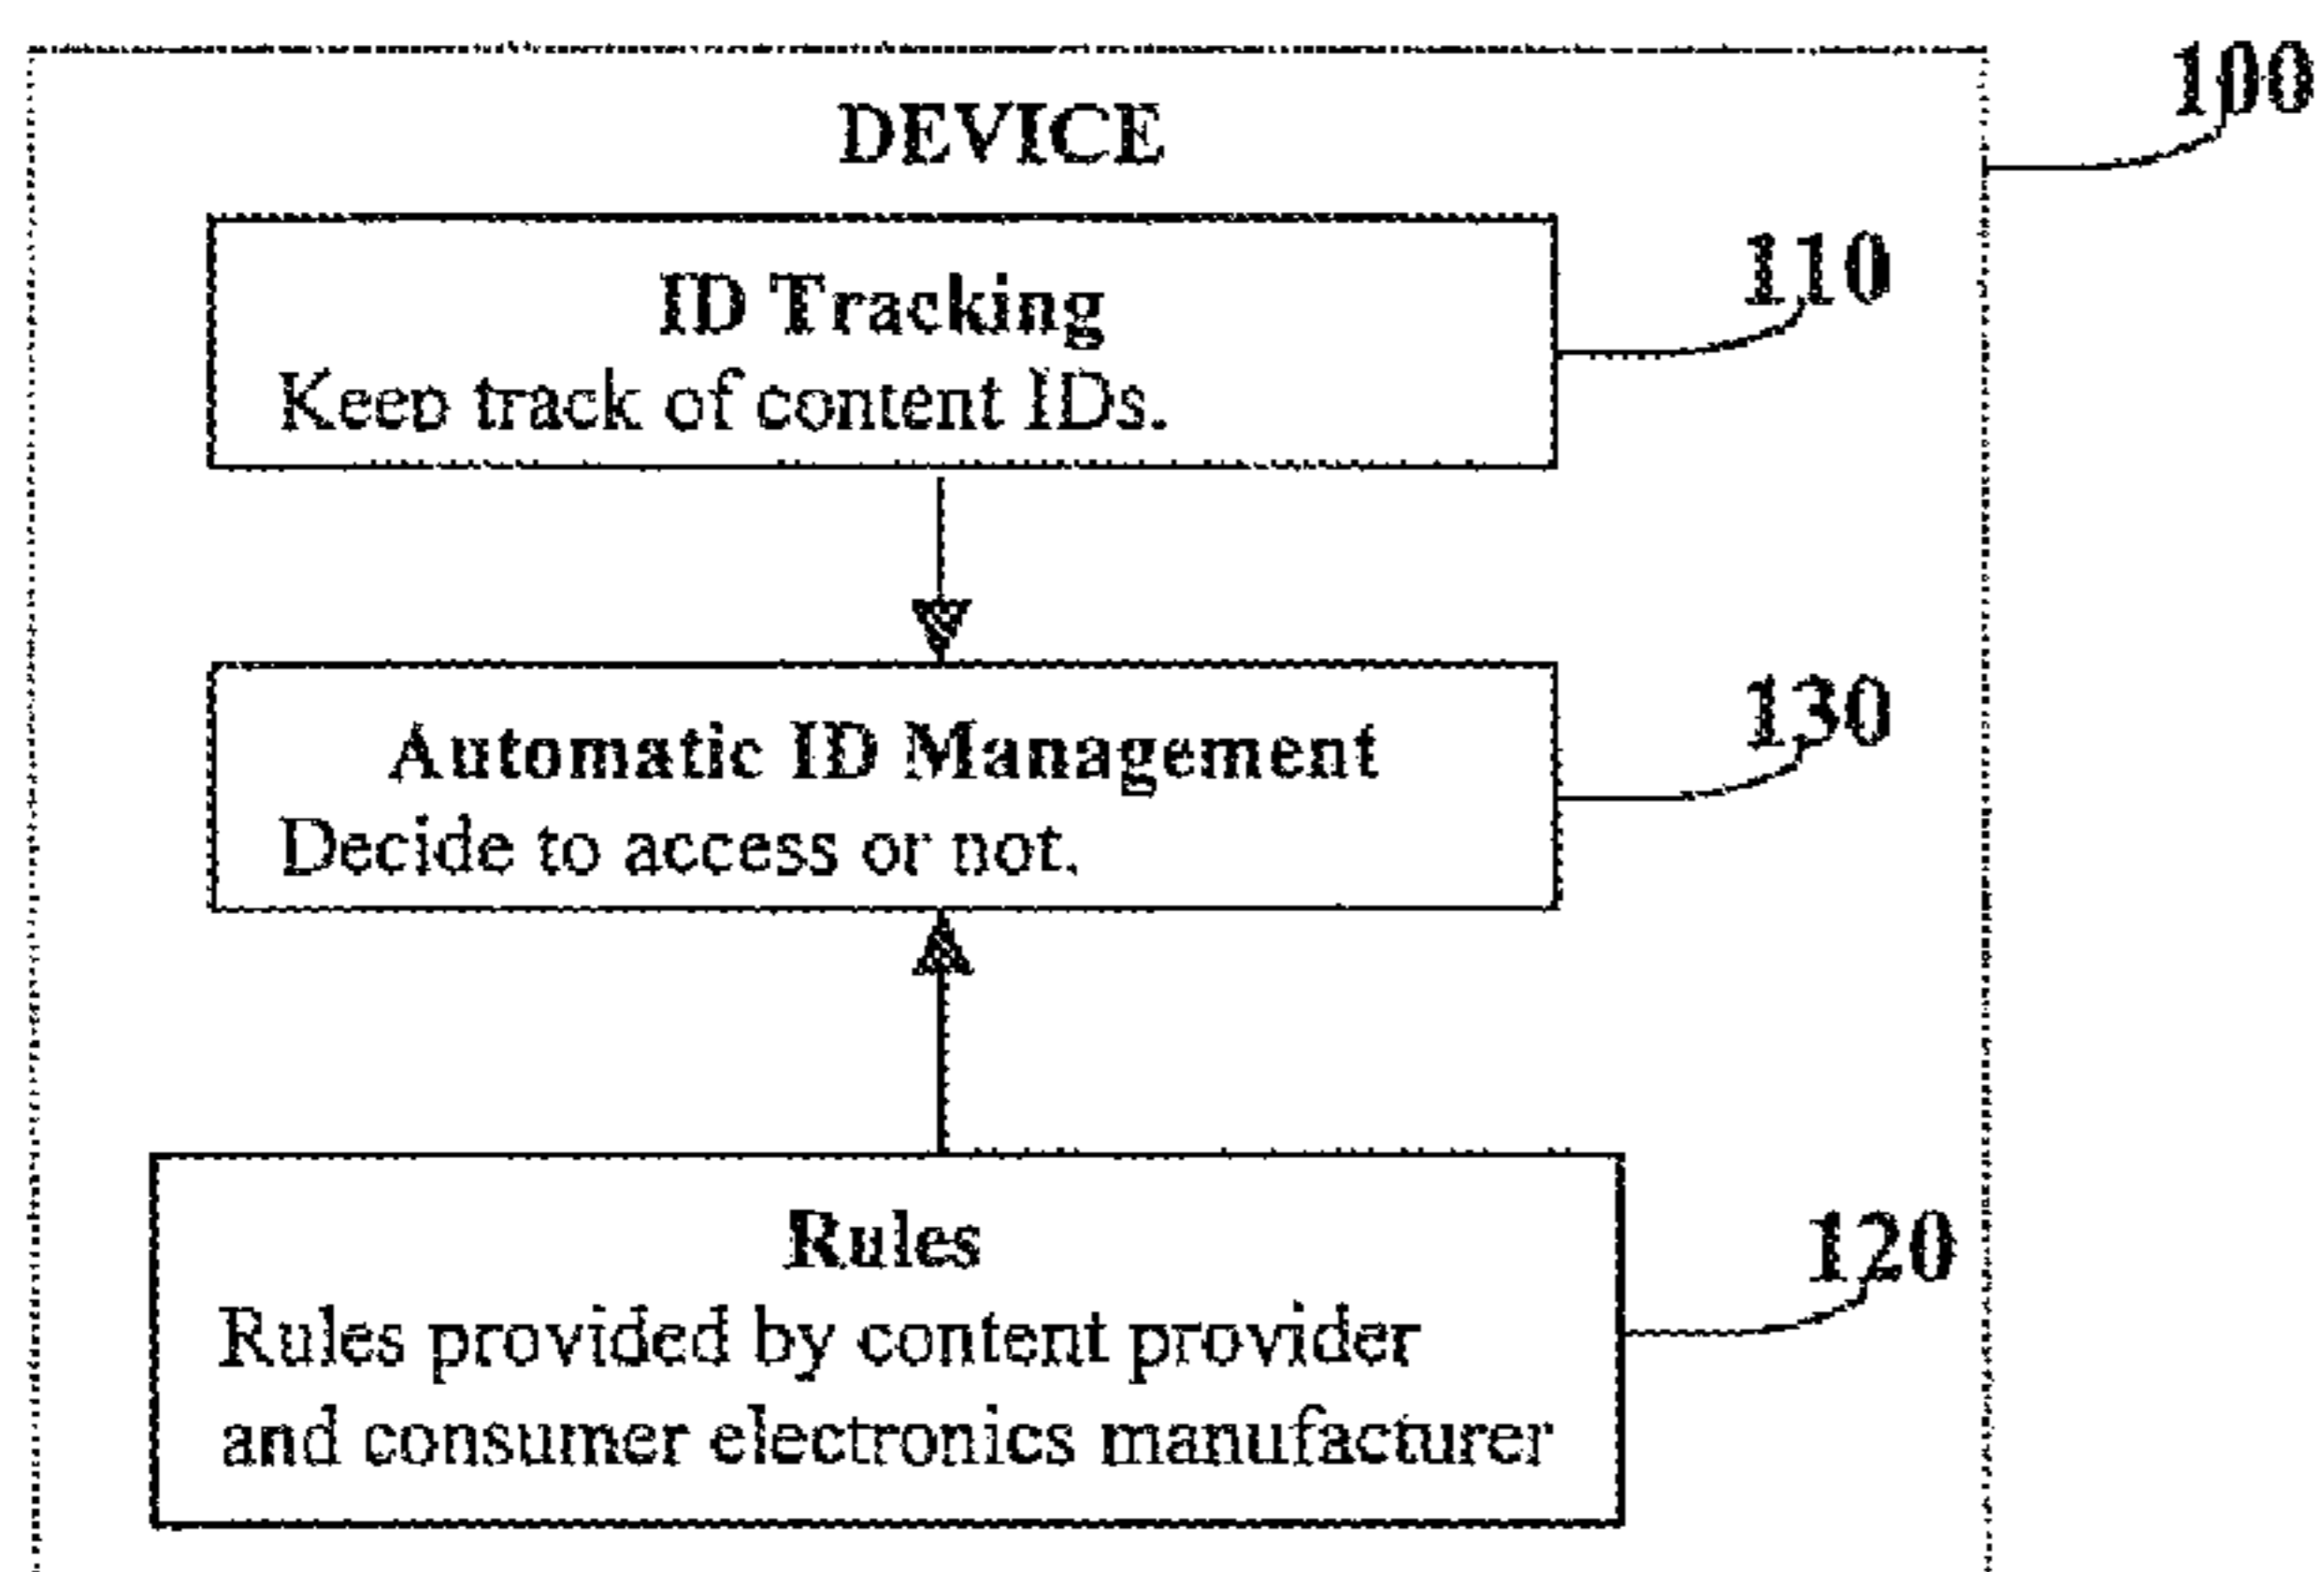 DEVICE
100
ID Tracking
110
Keep track of content IDs.
Automatic ID Management
130
Decide to access or not.
Rules
120
Rules provided by content provider
and consumer electronics manufacturer